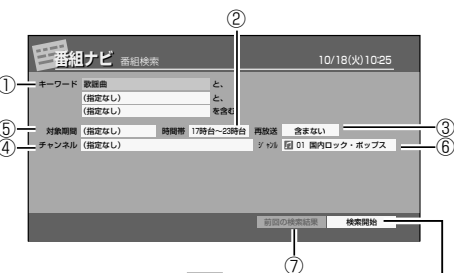 ②
番組ナビ 番組検索 10/18(火)10:25
① キーワード 歌謡曲 と、
(指定なし) と、
(指定なし) を含む
⑤ 対象期間 (指定なし) 時間帯 17時台~23時台 再放送 含まない ③
④ チャンネル (指定なし) ジャンル 01 国内ロック・ポップス ⑥
前回の検索結果 検索開始
⑦